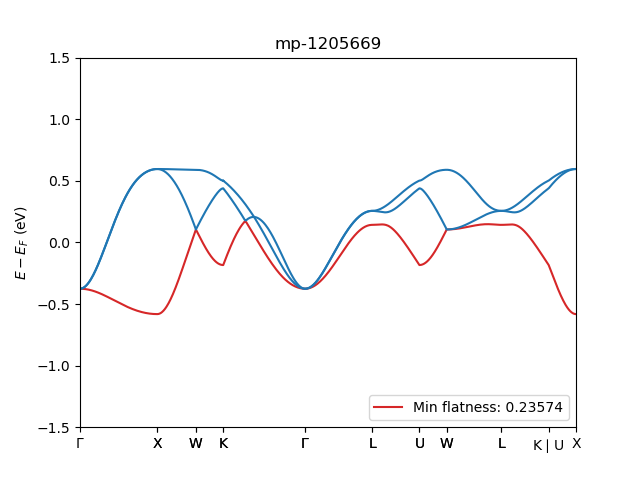 mp-1205669
E − E_F (eV)
1.5
1.0
0.5
0.0
−0.5
−1.0
−1.5
Min flatness: 0.23574
Γ X W K Γ L U W L K | U X